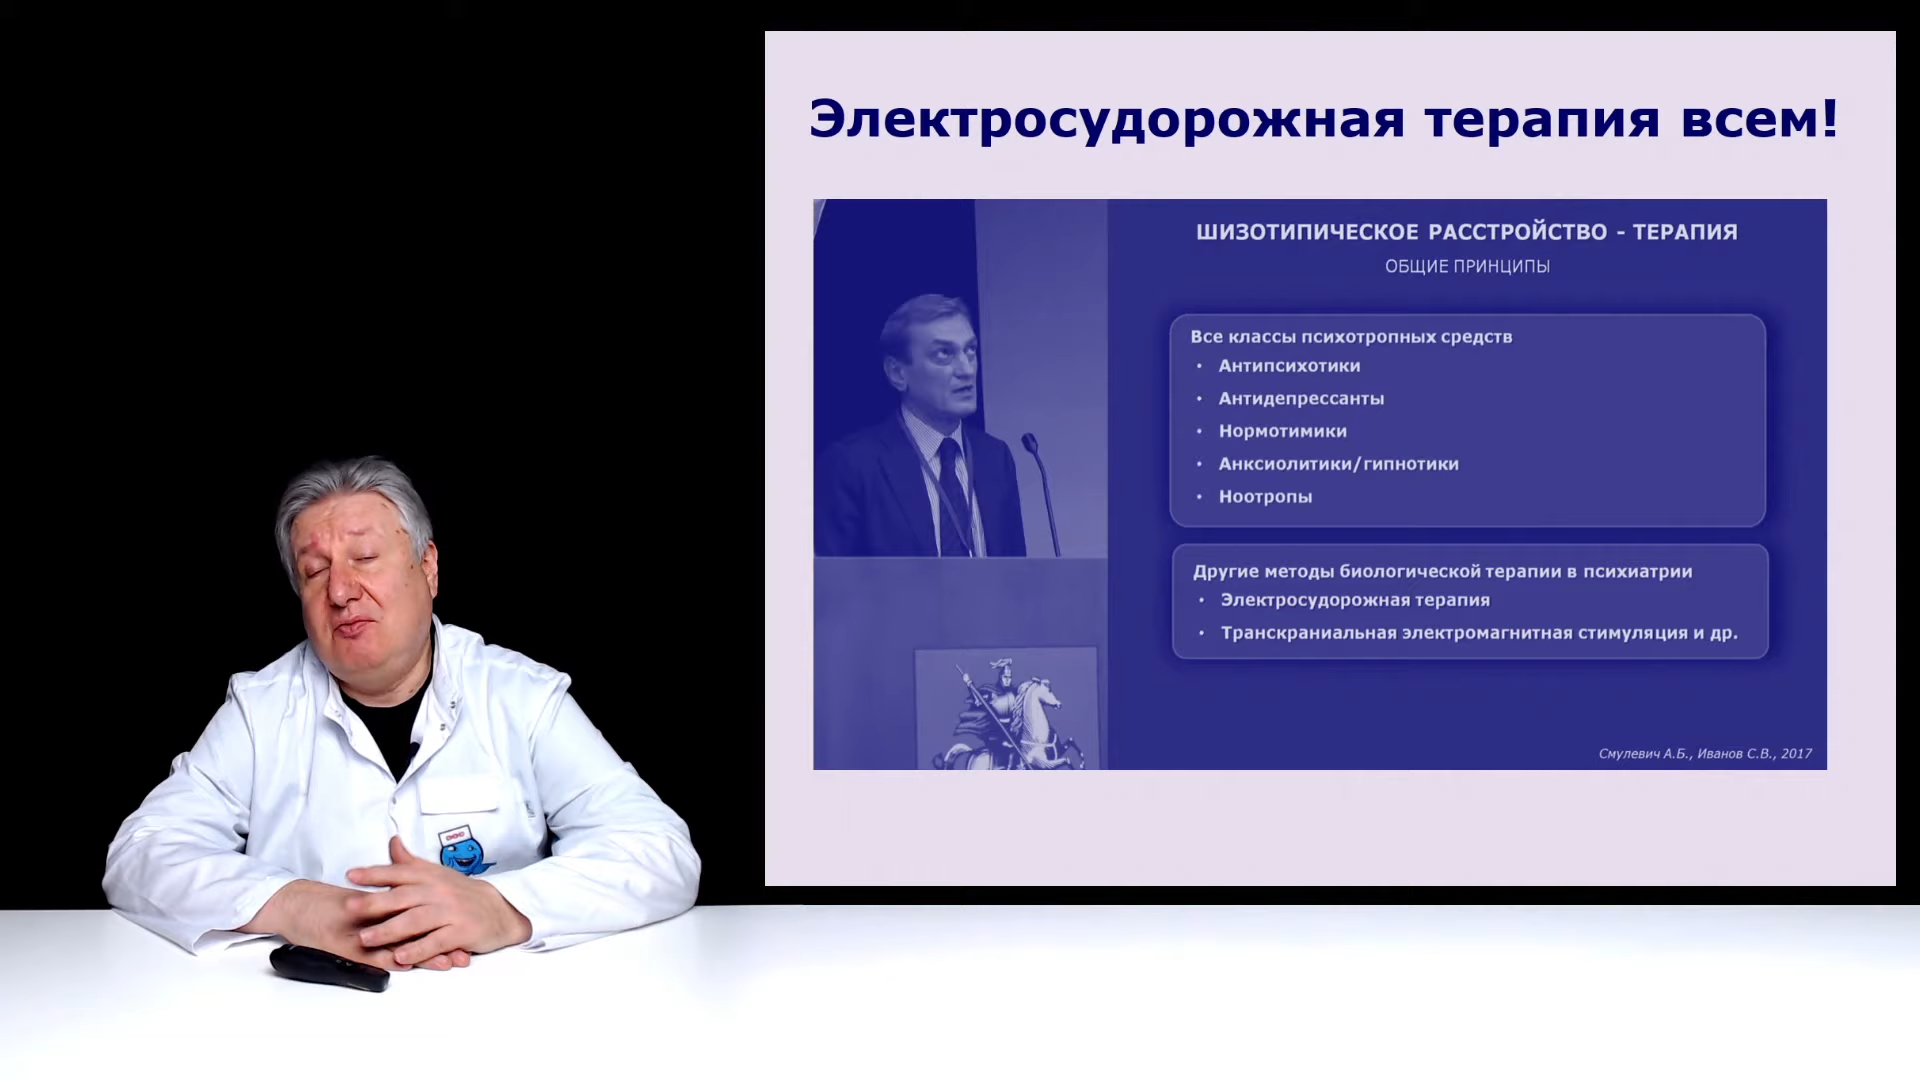 Электросудорожная терапия всем!
ШИЗОТИПИЧЕСКОЕ РАССТРОЙСТВО - ТЕРАПИЯ
ОБЩИЕ ПРИНЦИПЫ
Все классы психотропных средств
• Антипсихотики
• Антидепрессанты
• Нормотимики
• Анксиолитики/гипнотики
• Ноотропы
Другие методы биологической терапии в психиатрии
• Электросудорожная терапия
• Транскраниальная электромагнитная стимуляция и др.
Смулевич А.Б., Иванов С.В., 2017